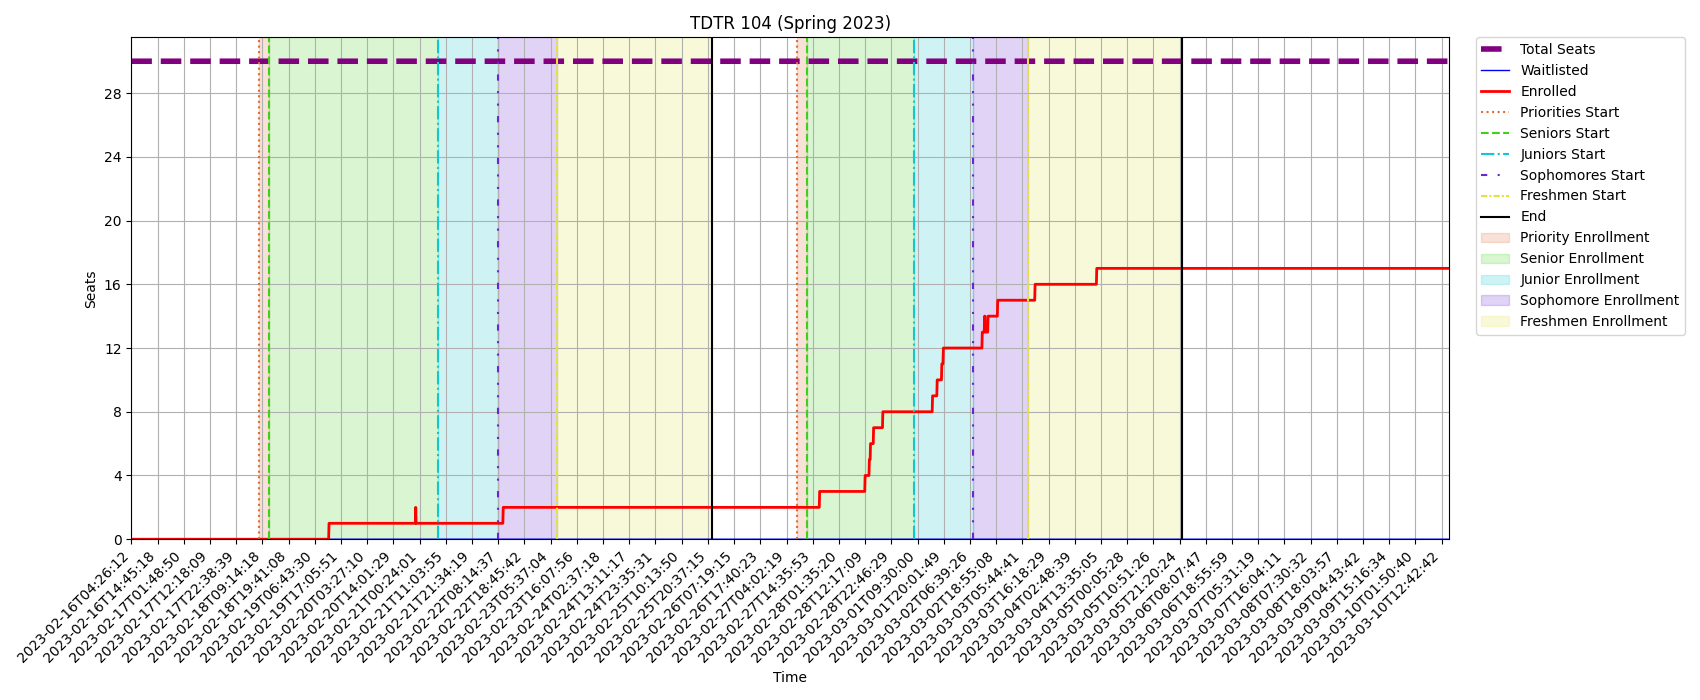 TDTR 104 (Spring 2023)
Seats
28
24
20
16
12
8
4
0
2023-02-16T04:26:12
2023-02-16T14:45:18
2023-02-17T01:48:50
2023-02-17T12:18:09
2023-02-17T22:38:39
2023-02-18T09:14:18
2023-02-18T19:41:08
2023-02-19T06:43:30
2023-02-19T17:05:51
2023-02-20T03:27:10
2023-02-20T14:01:29
2023-02-21T00:24:01
2023-02-21T11:03:55
2023-02-21T21:34:19
2023-02-22T08:14:37
2023-02-22T18:45:42
2023-02-23T05:37:04
2023-02-23T16:07:56
2023-02-24T02:37:18
2023-02-24T13:11:17
2023-02-24T23:35:31
2023-02-25T10:13:50
2023-02-25T20:37:15
2023-02-26T07:19:15
2023-02-26T17:40:23
2023-02-27T04:02:19
2023-02-27T14:35:53
2023-02-28T01:35:20
2023-02-28T12:17:09
2023-02-28T22:46:29
2023-03-01T09:30:00
2023-03-01T20:01:49
2023-03-02T06:39:26
2023-03-02T18:55:08
2023-03-03T05:44:41
2023-03-03T16:18:29
2023-03-04T02:48:39
2023-03-04T13:35:05
2023-03-05T00:05:28
2023-03-05T10:51:26
2023-03-05T21:20:24
2023-03-06T08:07:47
2023-03-06T18:55:59
2023-03-07T05:31:19
2023-03-07T16:04:11
2023-03-08T07:30:32
2023-03-08T18:03:57
2023-03-09T04:43:42
2023-03-09T15:16:34
2023-03-10T01:50:40
2023-03-10T12:42:42
Time
Total Seats
Waitlisted
Enrolled
Priorities Start
Seniors Start
Juniors Start
Sophomores Start
Freshmen Start
End
Priority Enrollment
Senior Enrollment
Junior Enrollment
Sophomore Enrollment
Freshmen Enrollment